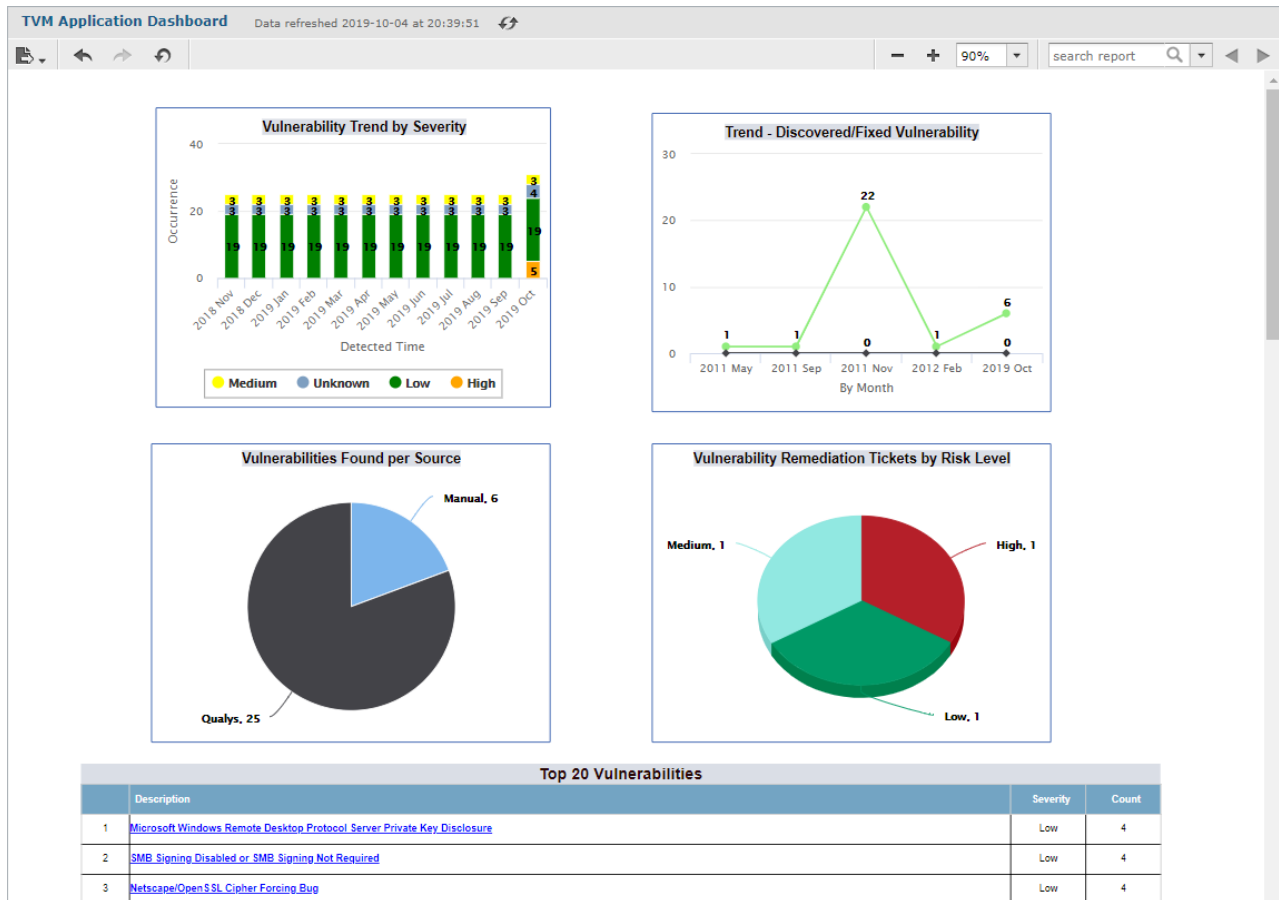 TVM Application Dashboard Data refreshed 2019-10-04 at 20:39:51
90% search report
Vulnerability Trend by Severity
40
20
0
Occurrence
3 3 3 3 3 3 3 3 3 3 3 3
3 3 3 3 3 3 3 3 3 3 3 4
19 19 19 19 19 19 19 19 19 19 19 19
5
2018 Nov 2018 Dec 2019 Jan 2019 Feb 2019 Mar 2019 Apr 2019 May 2019 Jun 2019 Jul 2019 Aug 2019 Sep 2019 Oct
Detected Time
Medium Unknown Low High
Trend - Discovered/Fixed Vulnerability
30
20
10
0
22
6
1 1 1
0 0
2011 May 2011 Sep 2011 Nov 2012 Feb 2019 Oct
By Month
Vulnerabilities Found per Source
Manual, 6
Qualys, 25
Vulnerability Remediation Tickets by Risk Level
Medium, 1
High, 1
Low, 1
Top 20 Vulnerabilities
Description Severity Count
1 Microsoft Windows Remote Desktop Protocol Server Private Key Disclosure Low 4
2 SMB Signing Disabled or SMB Signing Not Required Low 4
3 Netscape/OpenSSL Cipher Forcing Bug Low 4